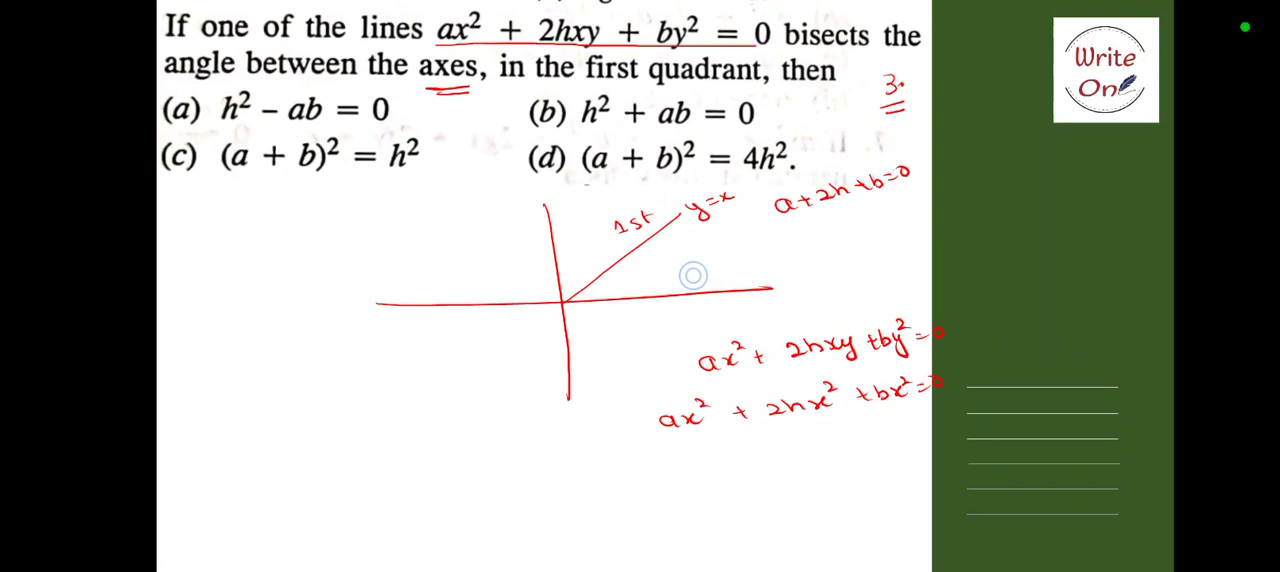 If one of the lines ax² + 2hxy + by² = 0 bisects the
angle between the axes, in the first quadrant, then
3.
(a) h² – ab = 0 (b) h² + ab = 0
(c) (a + b)² = h² (d) (a + b)² = 4h².
Write
On
1st y=x a+2h+b=0
ax² + 2hxy +by²=0
ax² + 2hx² +bx²=0